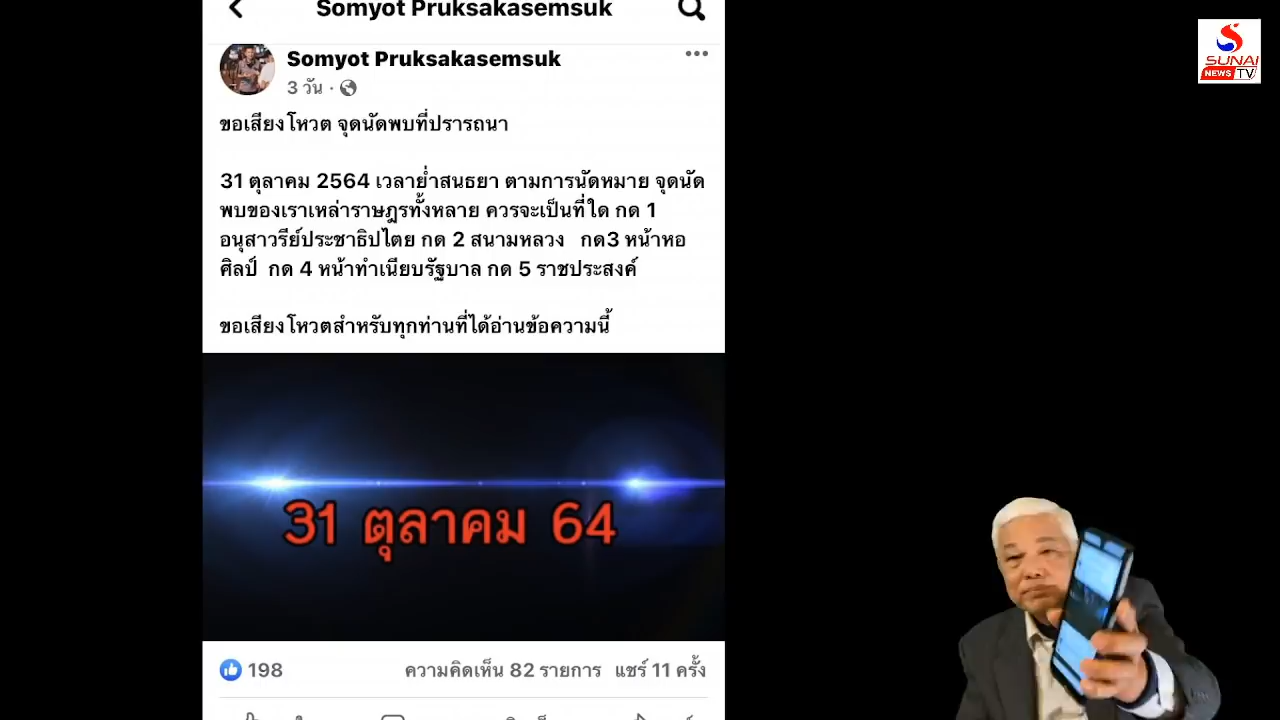 Somyot Pruksakasemsuk
Somyot Pruksakasemsuk
3 วัน ·
ขอเสียงโหวต จุดนัดพบที่ปรารถนา
31 ตุลาคม 2564 เวลาย่ำสนธยา ตามการนัดหมาย จุดนัด
พบของเราเหล่าราษฎรทั้งหลาย ควรจะเป็นที่ใด กด 1
อนุสาวรีย์ประชาธิปไตย กด 2 สนามหลวง กด3 หน้าหอ
ศิลป์ กด 4 หน้าทำเนียบรัฐบาล กด 5 ราชประสงค์
ขอเสียงโหวตสำหรับทุกท่านที่ได้อ่านข้อความนี้
31 ตุลาคม 64
198 ความคิดเห็น 82 รายการ แชร์ 11 ครั้ง
SUNAI
NEWS TV